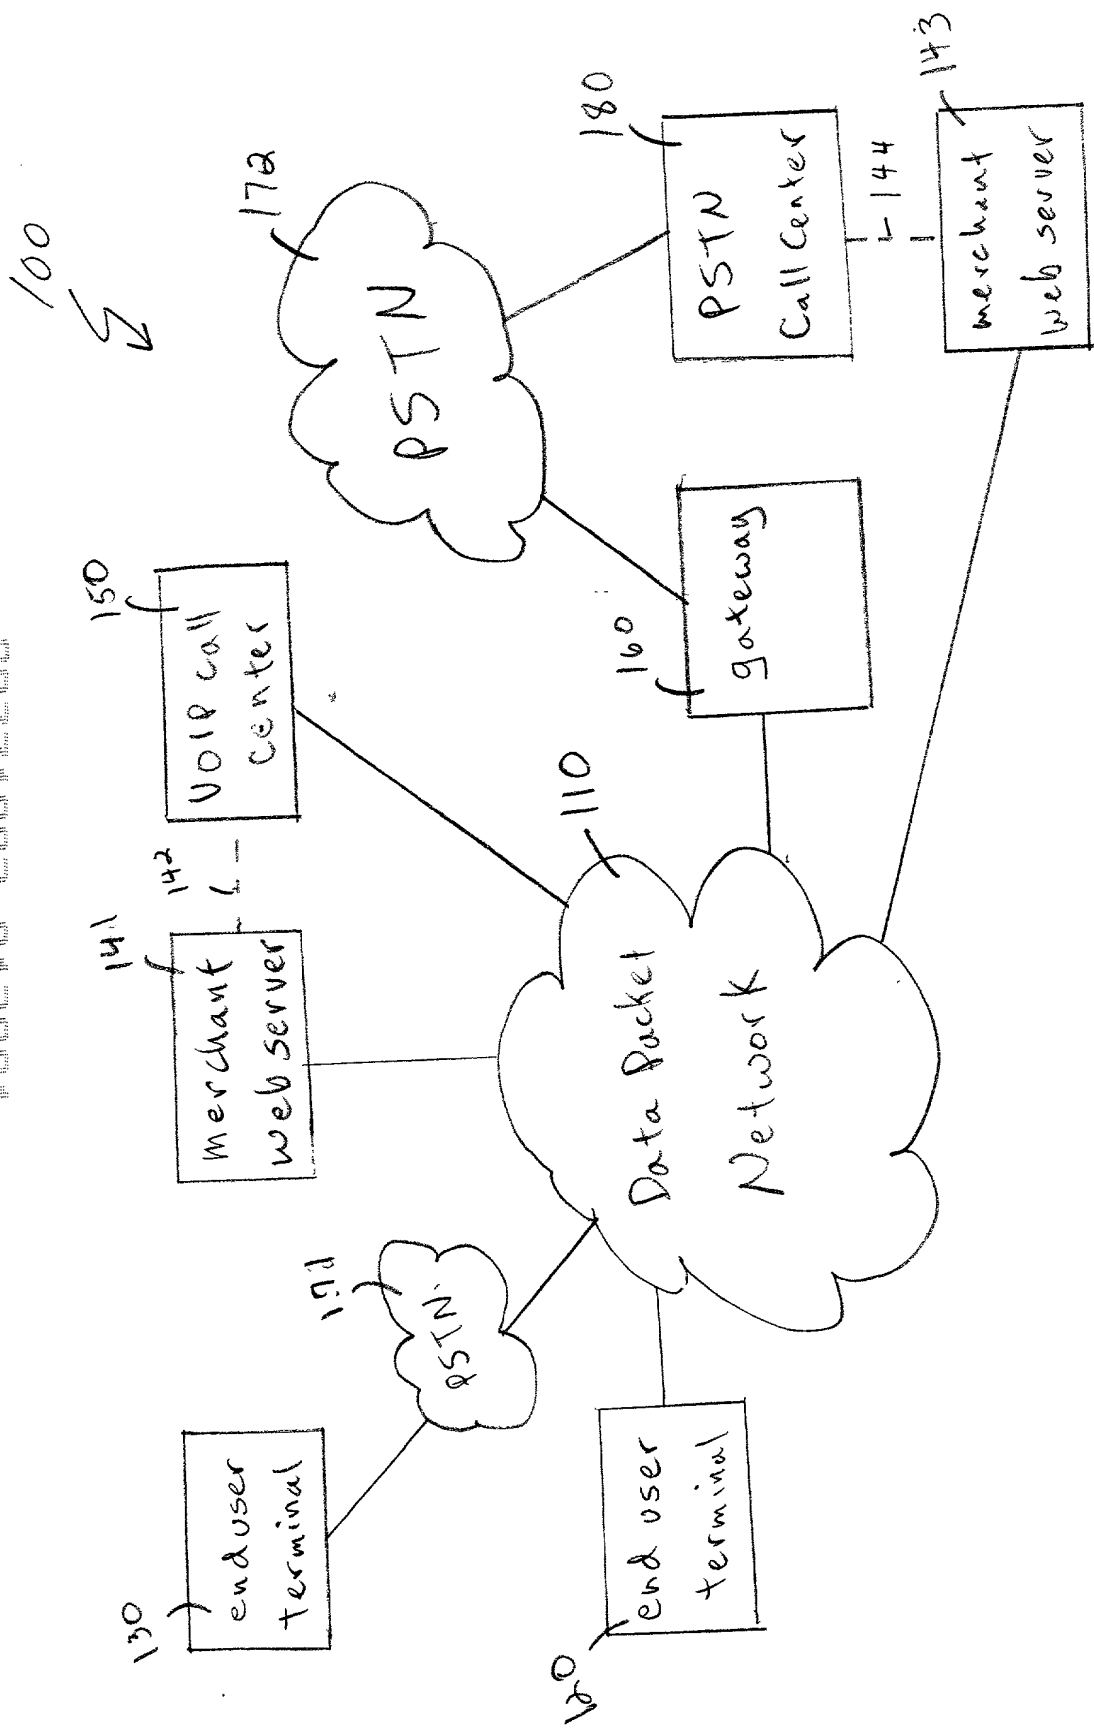 100
130
end user
terminal
171
PSTN
141
merchant
web server
142
150
VOIP call
center
172
PSTN
120
end user
terminal
110
Data Packet
Network
160
gateway
180
PSTN
Call Center
144
143
merchant
web server